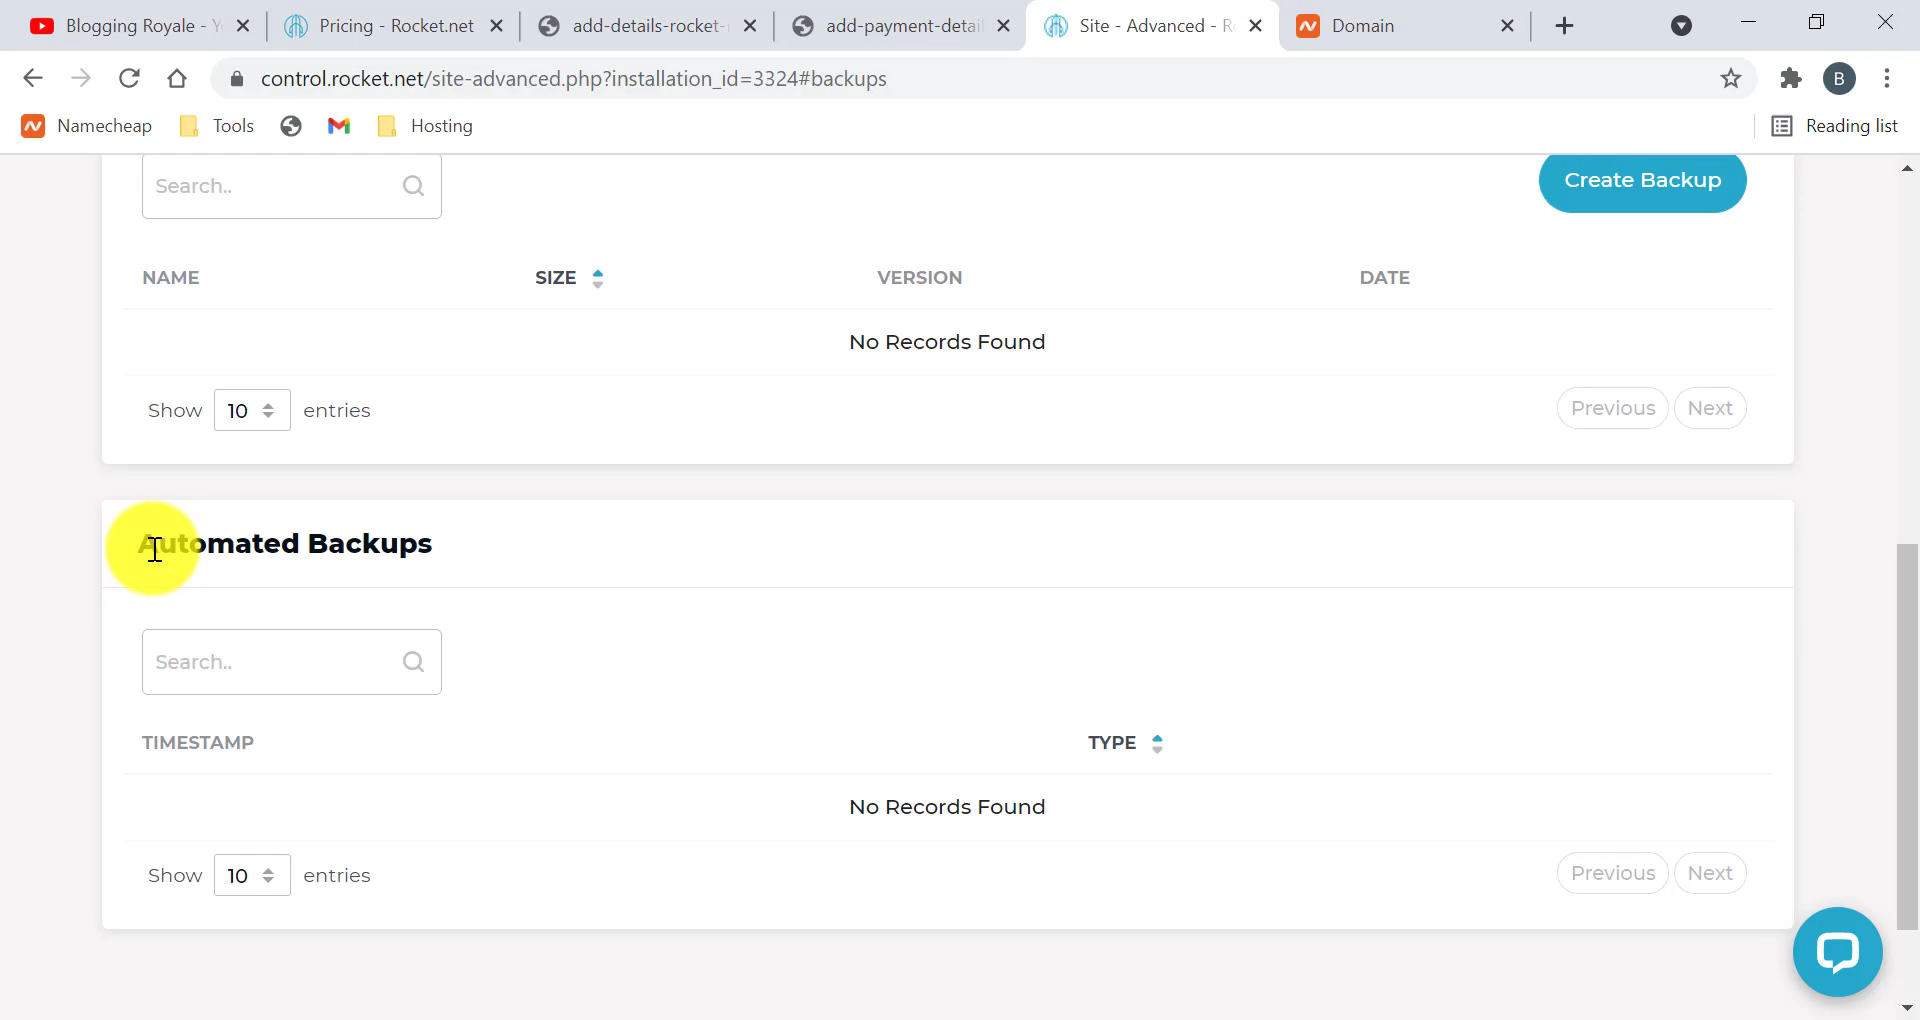 Blogging Royale - Y
Pricing - Rocket.net
add-details-rocket-
add-payment-detail
Site - Advanced - R
Domain
control.rocket.net/site-advanced.php?installation_id=3324#backups
B
Namecheap
Tools
Hosting
Reading list
Search..
Create Backup
NAME
SIZE
VERSION
DATE
No Records Found
Show 10 entries
Previous
Next
Automated Backups
Search..
TIMESTAMP
TYPE
No Records Found
Show 10 entries
Previous
Next